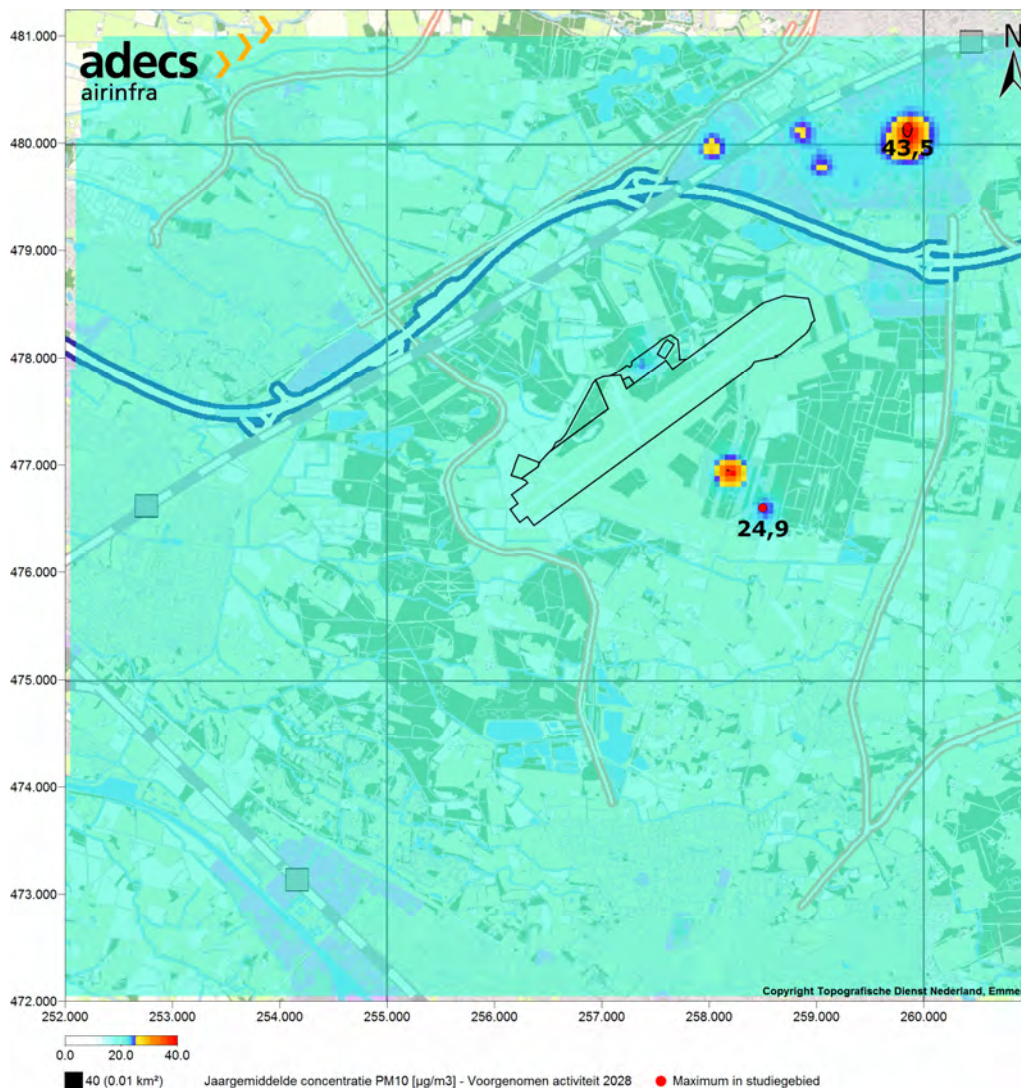 481.000
adecs
airinfra
N
480.000
43,5
479.000
478.000
477.000
24,9
476.000
475.000
474.000
473.000
472.000
Copyright Topografische Dienst Nederland, Emme
252.000 253.000 254.000 255.000 256.000 257.000 258.000 259.000 260.000
0.0 20.0 40.0
40 (0.01 km²) Jaargemiddelde concentratie PM10 [µg/m3] - Voorgenomen activiteit 2028 Maximum in studiegebied